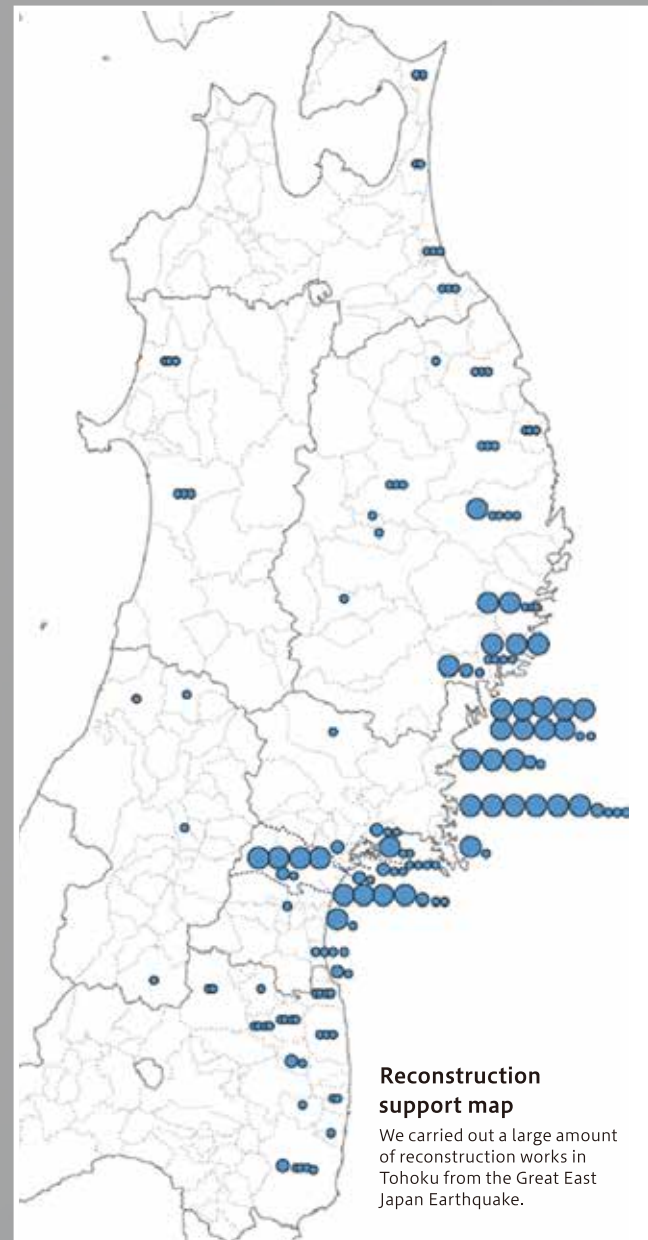 Reconstruction
support map
We carried out a large amount
of reconstruction works in
Tohoku from the Great East
Japan Earthquake.